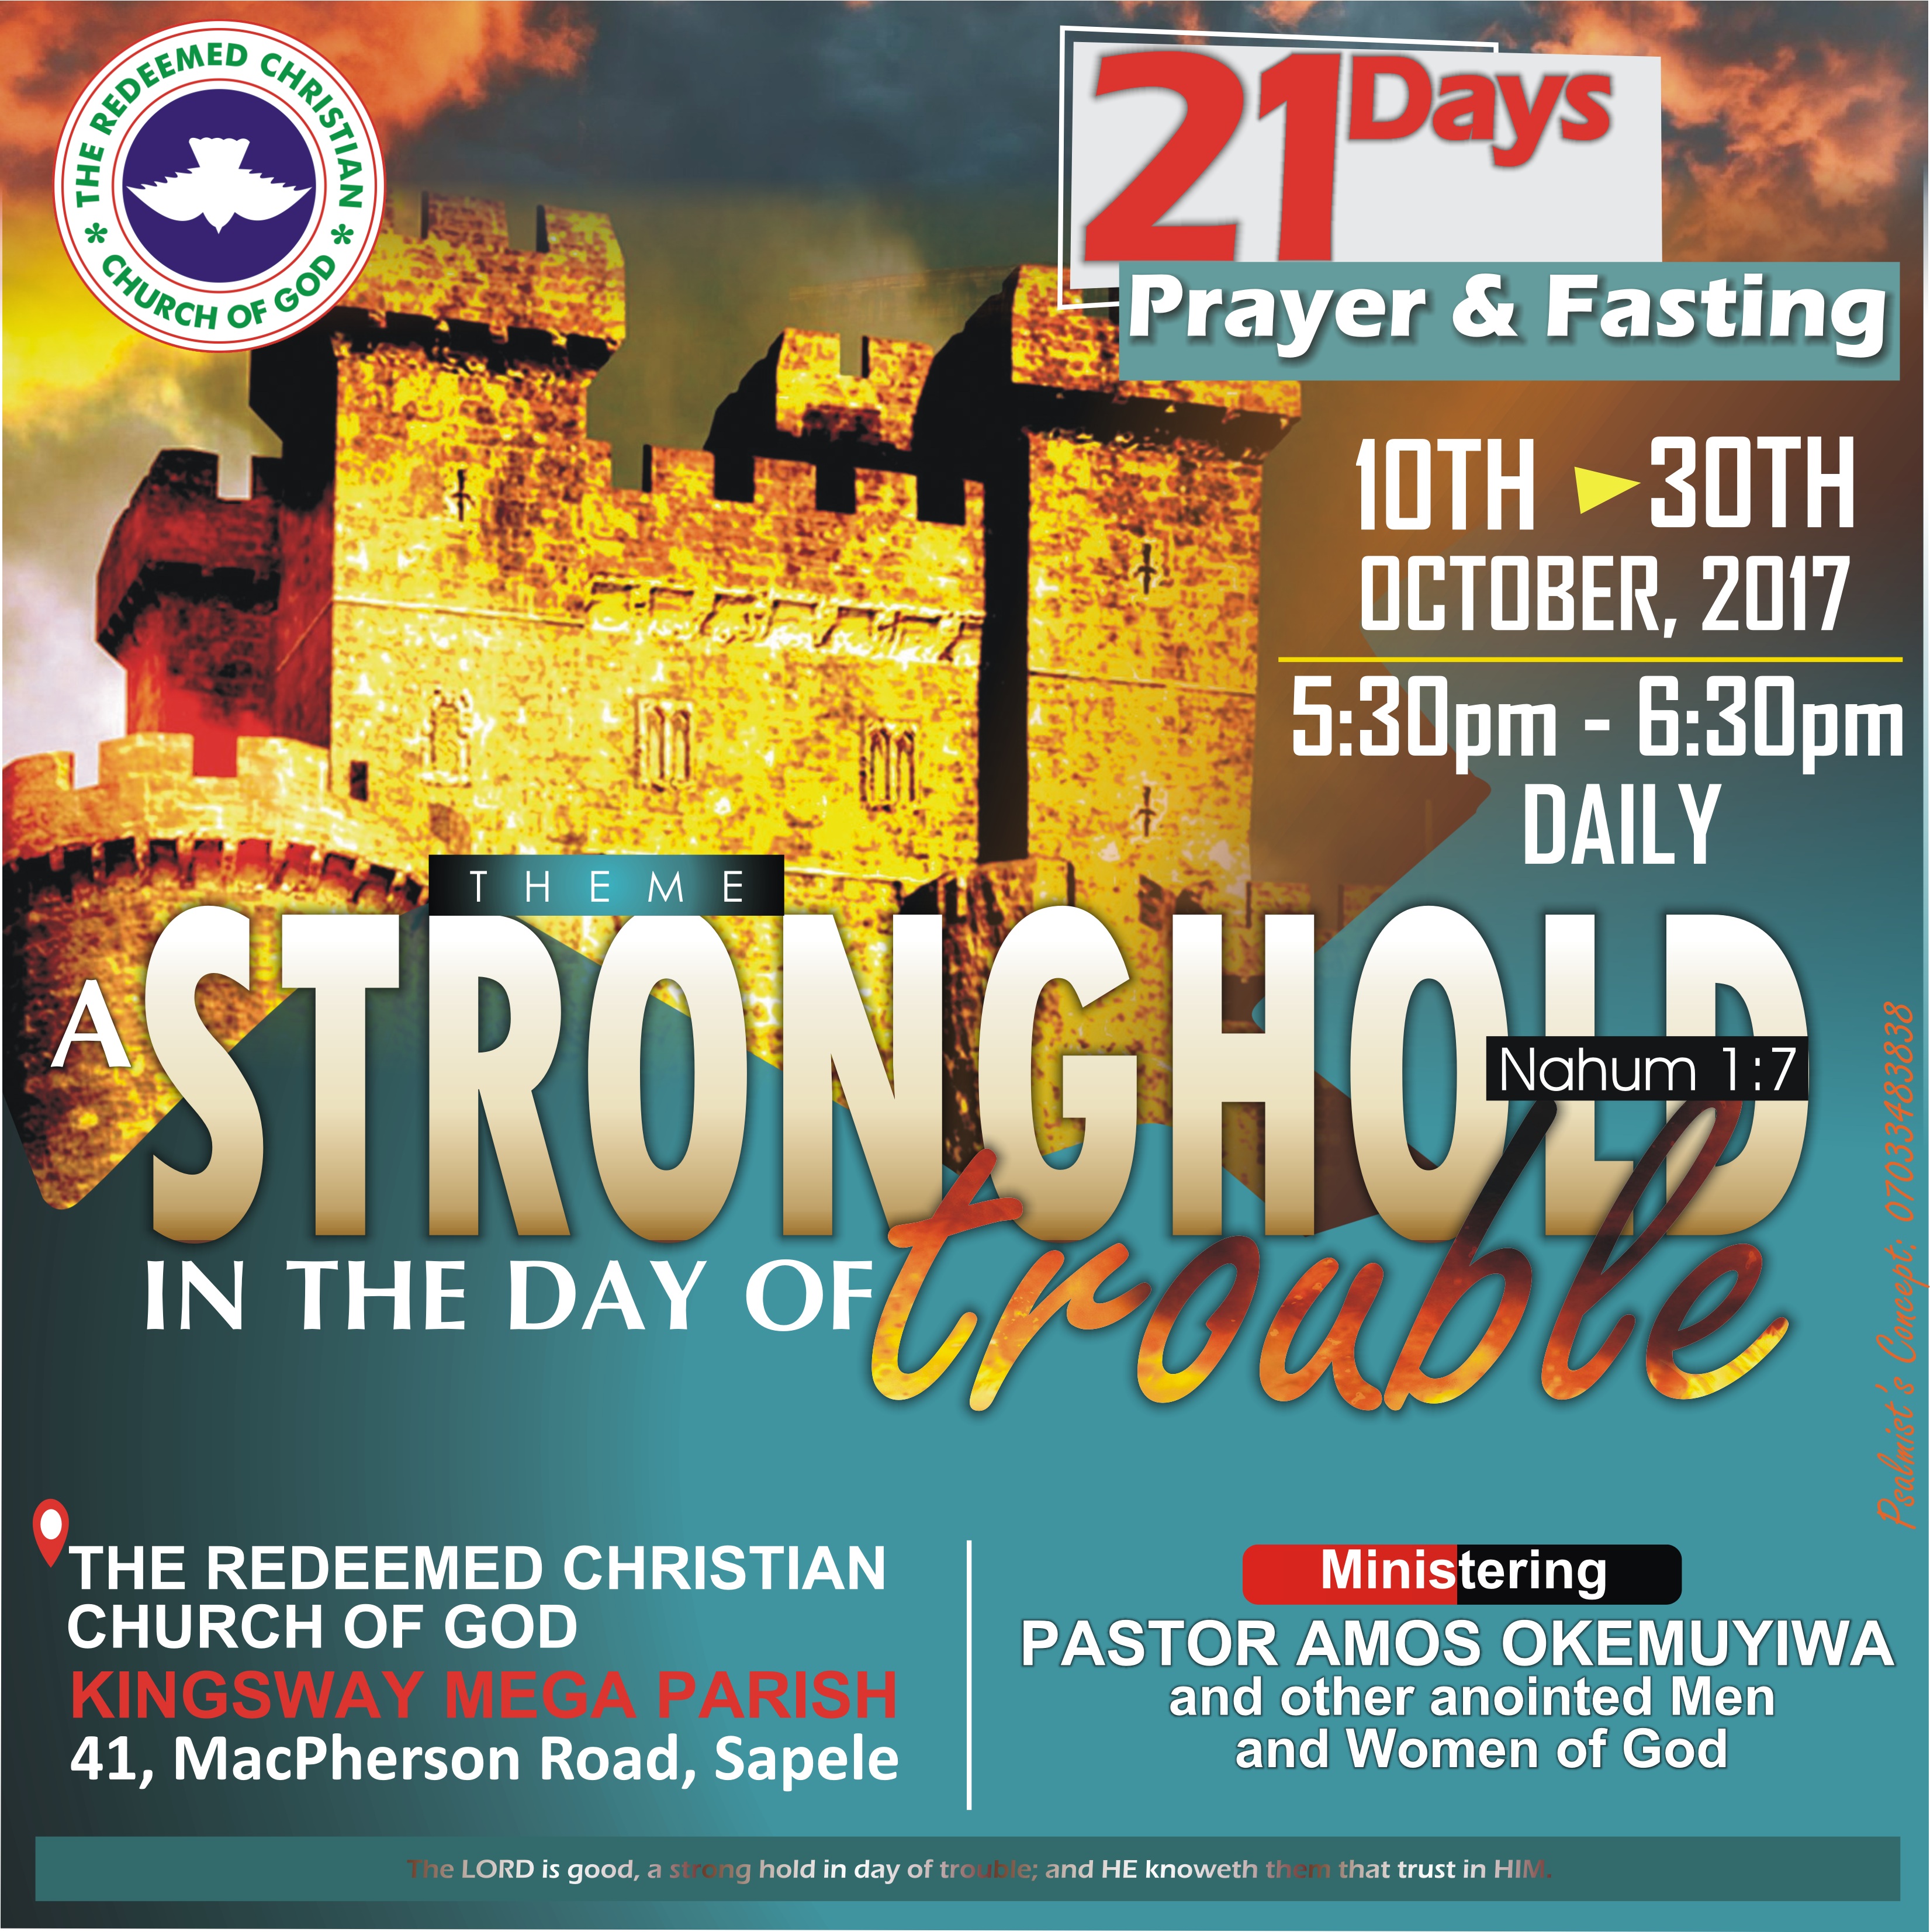 THE REDEEMED CHRISTIAN
* CHURCH OF GOD *
21 Days
Prayer & Fasting
10TH 30TH
OCTOBER, 2017
5:30pm - 6:30pm
DAILY
THEME
A STRONGHOLD
Nahum 1:7
IN THE DAY OF trouble
Psalmist's Concept: 07033483838
THE REDEEMED CHRISTIAN
CHURCH OF GOD
KINGSWAY MEGA PARISH
41, MacPherson Road, Sapele
Ministering
PASTOR AMOS OKEMUYIWA
and other anointed Men
and Women of God
The LORD is good, a strong hold in day of trouble; and HE knoweth them that trust in HIM.